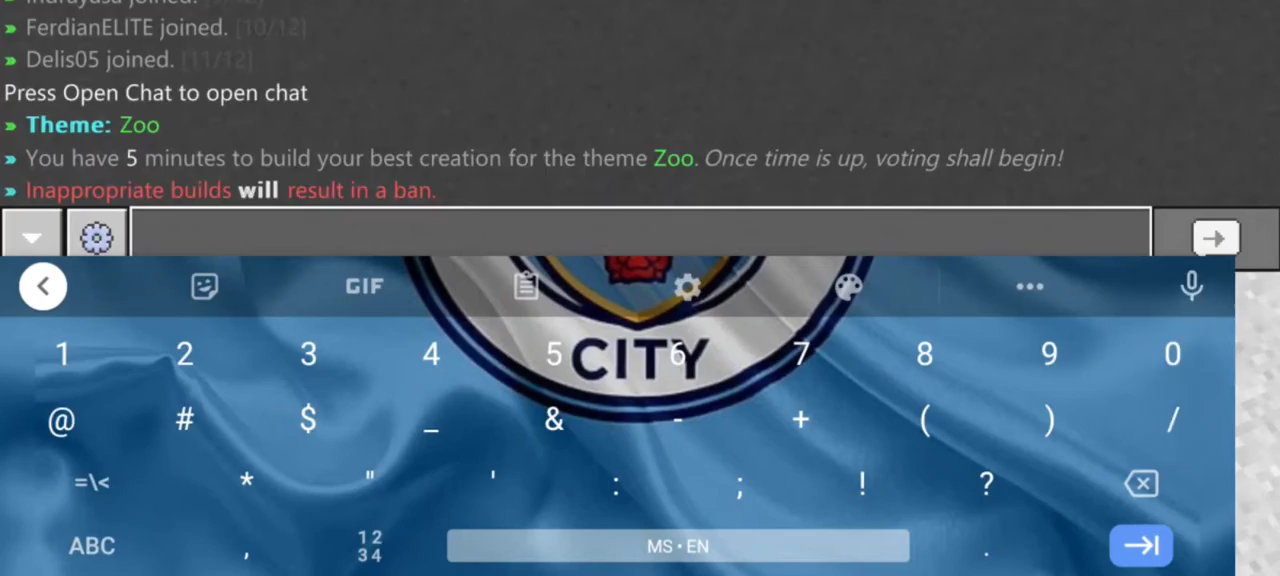 Indrayasa joined.
» FerdianELITE joined. [10/12]
» Delis05 joined. [11/12]
Press Open Chat to open chat
» Theme: Zoo
» You have 5 minutes to build your best creation for the theme Zoo. Once time is up, voting shall begin!
» Inappropriate builds will result in a ban.
GIF
CITY
1 2 3 4 5 6 7 8 9 0
@ # $ _ & - + ( ) /
=\< * " ' : ; ! ?
ABC , 12 34 MS • EN .